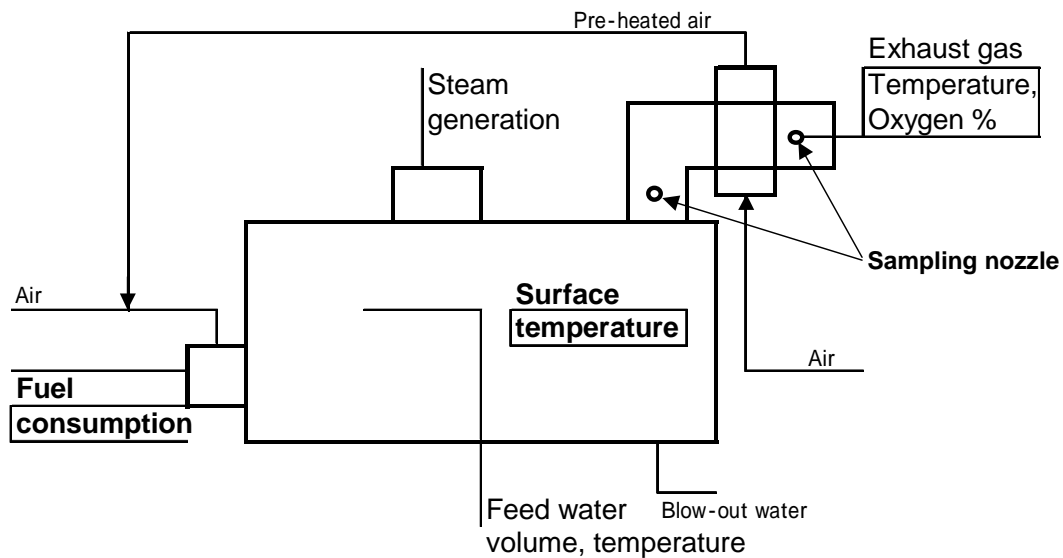 Pre-heated air
Exhaust gas
Temperature,
Oxygen %
Steam
generation
Sampling nozzle
Air
Surface
temperature
Air
Fuel
consumption
Feed water
volume, temperature
Blow-out water